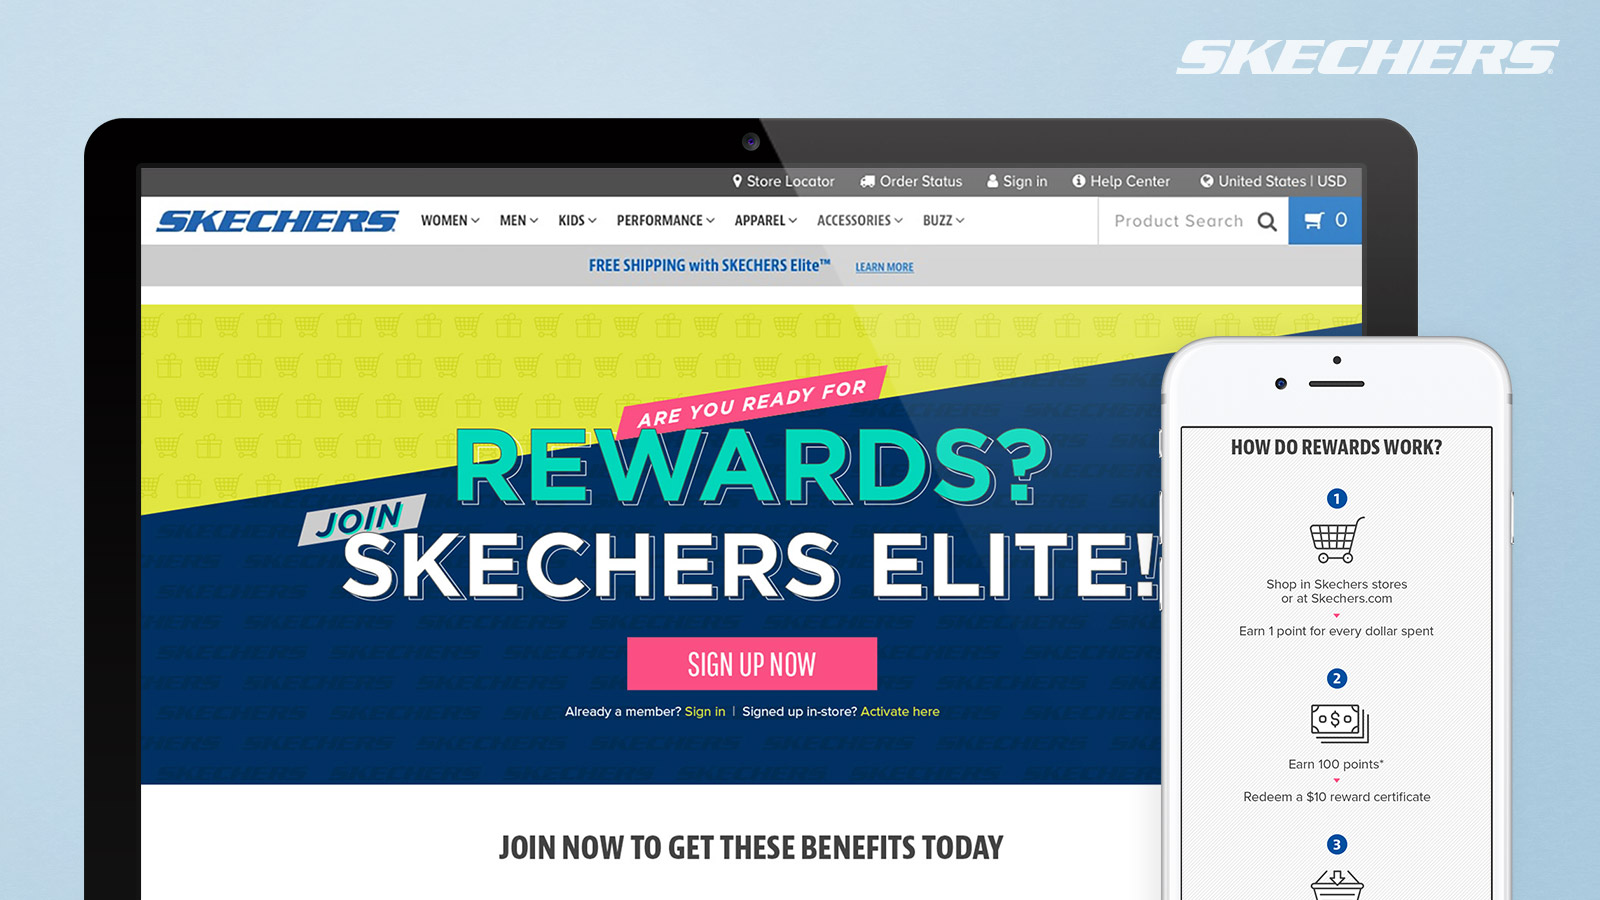 SKECHERS
Store Locator Order Status Sign in Help Center United States | USD
SKECHERS WOMEN MEN KIDS PERFORMANCE APPAREL ACCESSORIES BUZZ Product Search 0
FREE SHIPPING with SKECHERS Elite™ LEARN MORE
ARE YOU READY FOR
REWARDS?
JOIN
SKECHERS ELITE!
SIGN UP NOW
Already a member? Sign in | Signed up in-store? Activate here
JOIN NOW TO GET THESE BENEFITS TODAY
HOW DO REWARDS WORK?
1
Shop in Skechers stores
or at Skechers.com
Earn 1 point for every dollar spent
2
Earn 100 points*
Redeem a $10 reward certificate
3